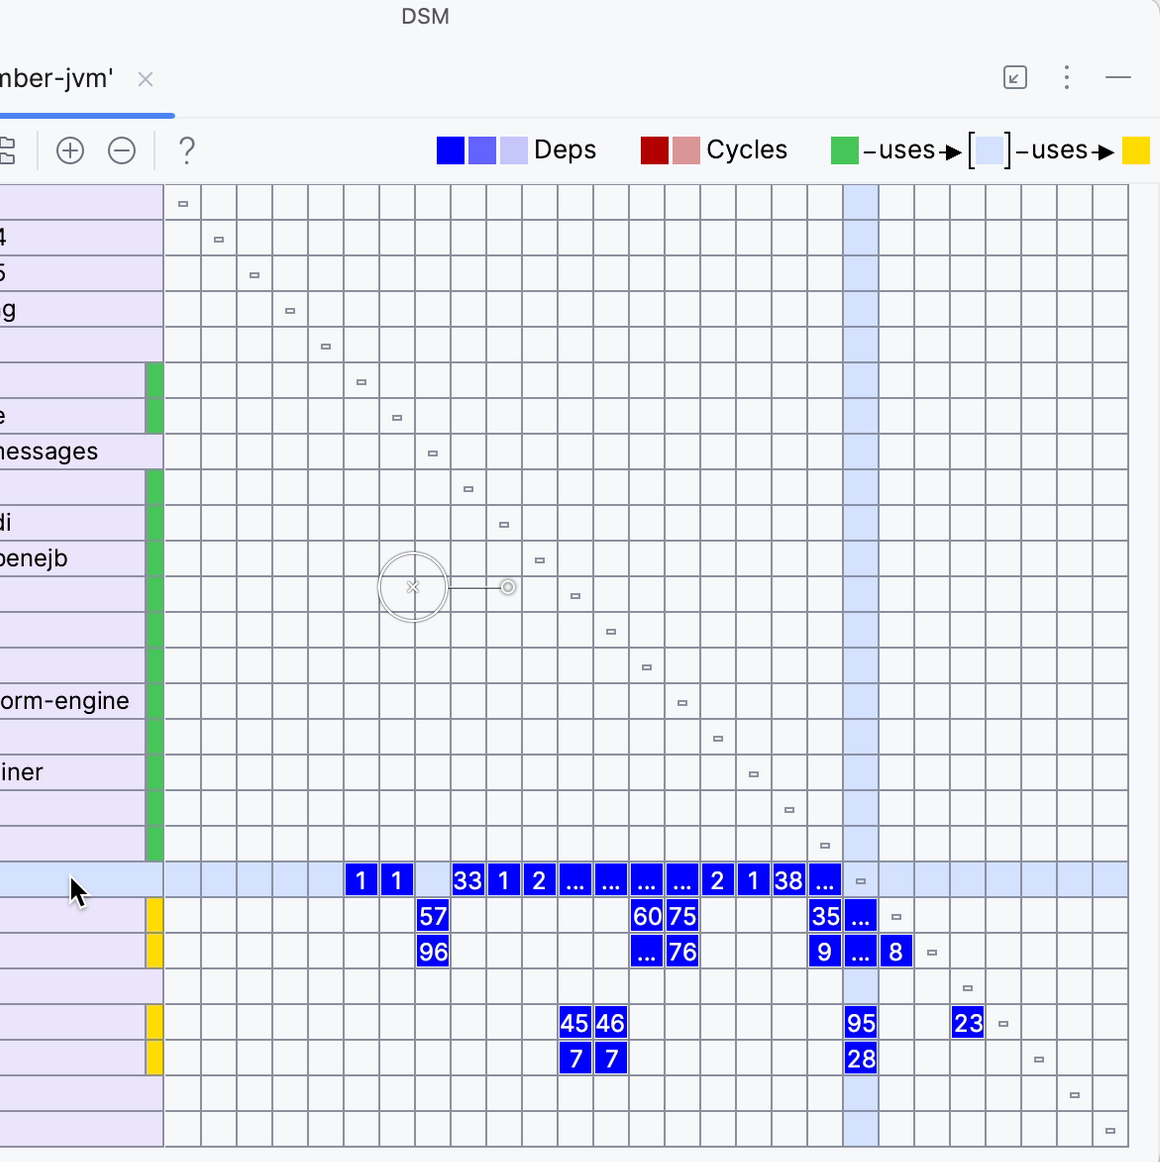 DSM
mber-jvm'
? Deps Cycles –uses→ [ ] –uses→
4
5
g
e
nessages
di
penejb
orm-engine
iner
1 1 33 1 2 ... ... ... ... 2 1 38 ...
57 60 75 35 ...
96 ... 76 9 ... 8
45 46 95 23
7 7 28